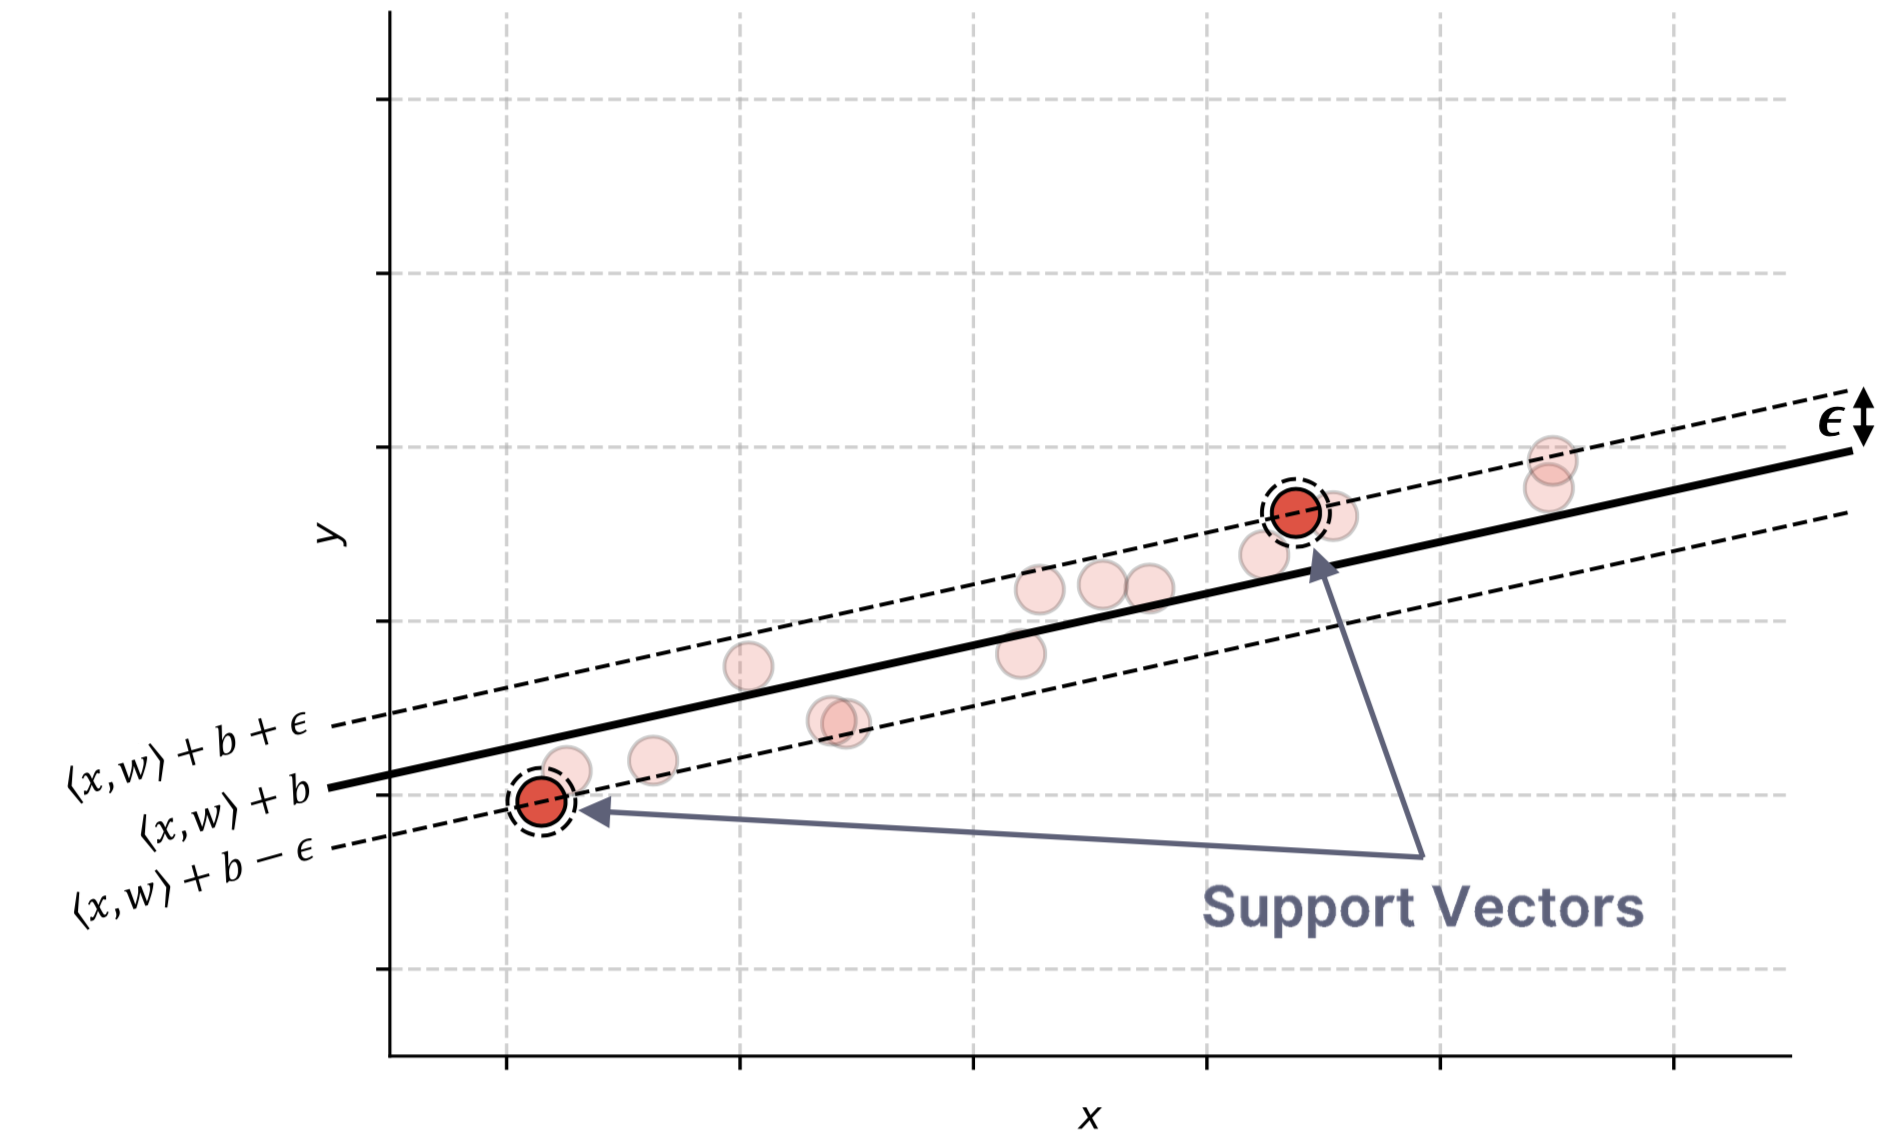 y
ϵ
⟨x, w⟩ + b + ϵ
⟨x, w⟩ + b
⟨x, w⟩ + b − ϵ
Support Vectors
x